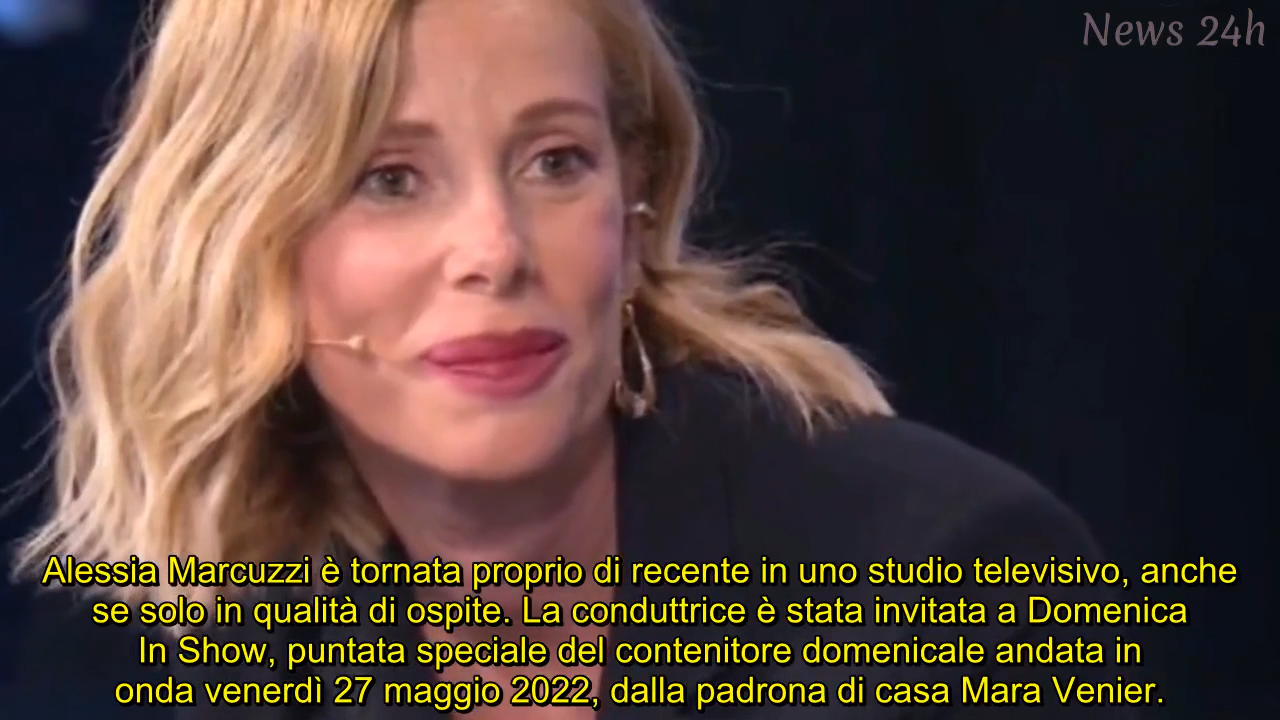 News 24h
Alessia Marcuzzi è tornata proprio di recente in uno studio televisivo, anche
se solo in qualità di ospite. La conduttrice è stata invitata a Domenica
In Show, puntata speciale del contenitore domenicale andata in
onda venerdì 27 maggio 2022, dalla padrona di casa Mara Venier.